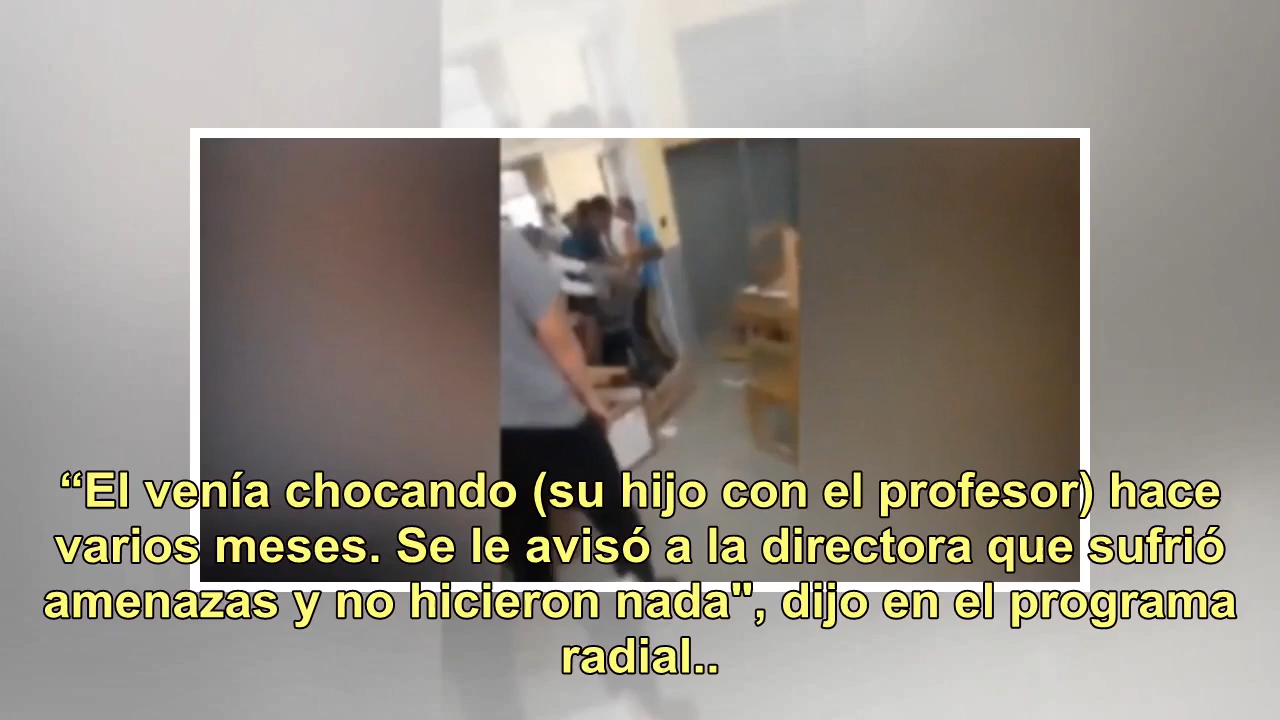 “El venía chocando (su hijo con el profesor) hace
varios meses. Se le avisó a la directora que sufrió
amenazas y no hicieron nada", dijo en el programa
radial..